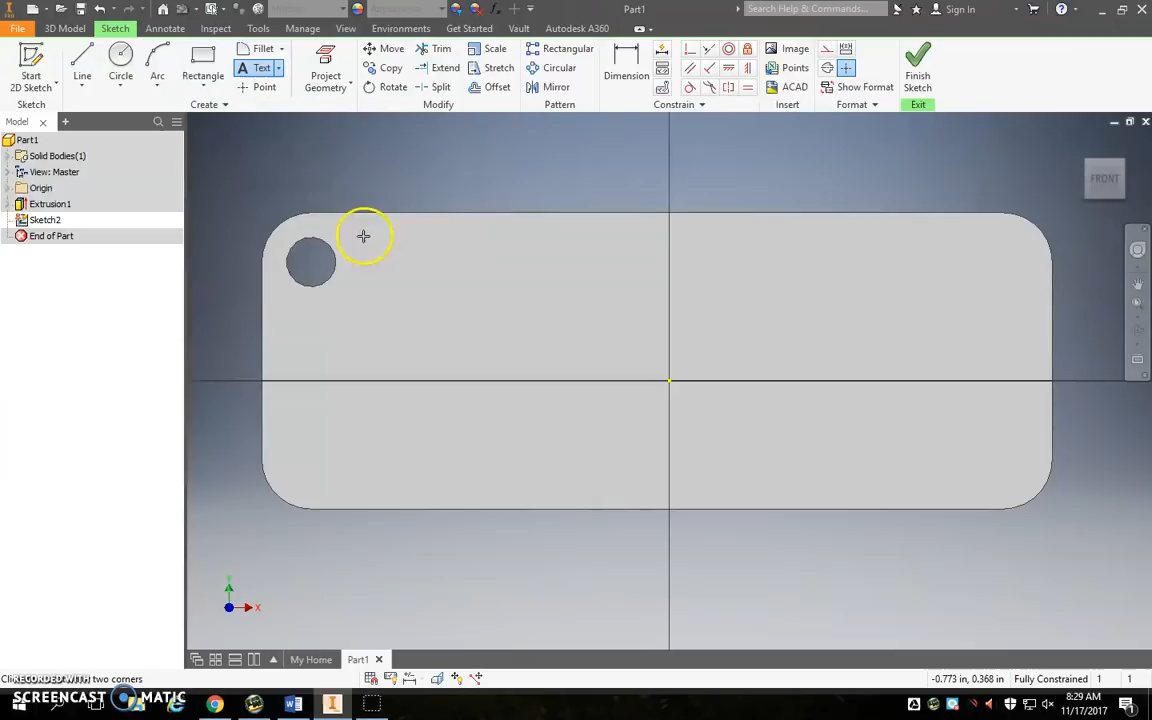 Part1
Search Help & Commands...
Sign In
File
3D Model
Sketch
Annotate
Inspect
Tools
Manage
View
Environments
Get Started
Vault
Autodesk A360
Start
2D Sketch
Line
Circle
Arc
Rectangle
Fillet
Text
Point
Project
Geometry
Move
Copy
Rotate
Trim
Extend
Split
Scale
Stretch
Offset
Rectangular
Circular
Mirror
Dimension
Image
Points
ACAD
Show Format
Finish
Sketch
Sketch
Create
Modify
Pattern
Constrain
Insert
Format
Exit
Model
Part1
Solid Bodies(1)
View: Master
Origin
Extrusion1
Sketch2
End of Part
FRONT
Y
X
My Home
Part1
two corners
-0.773 in, 0.368 in
Fully Constrained
1
1
RECORDED WITH
SCREENCAST MATIC
8:29 AM
11/17/2017